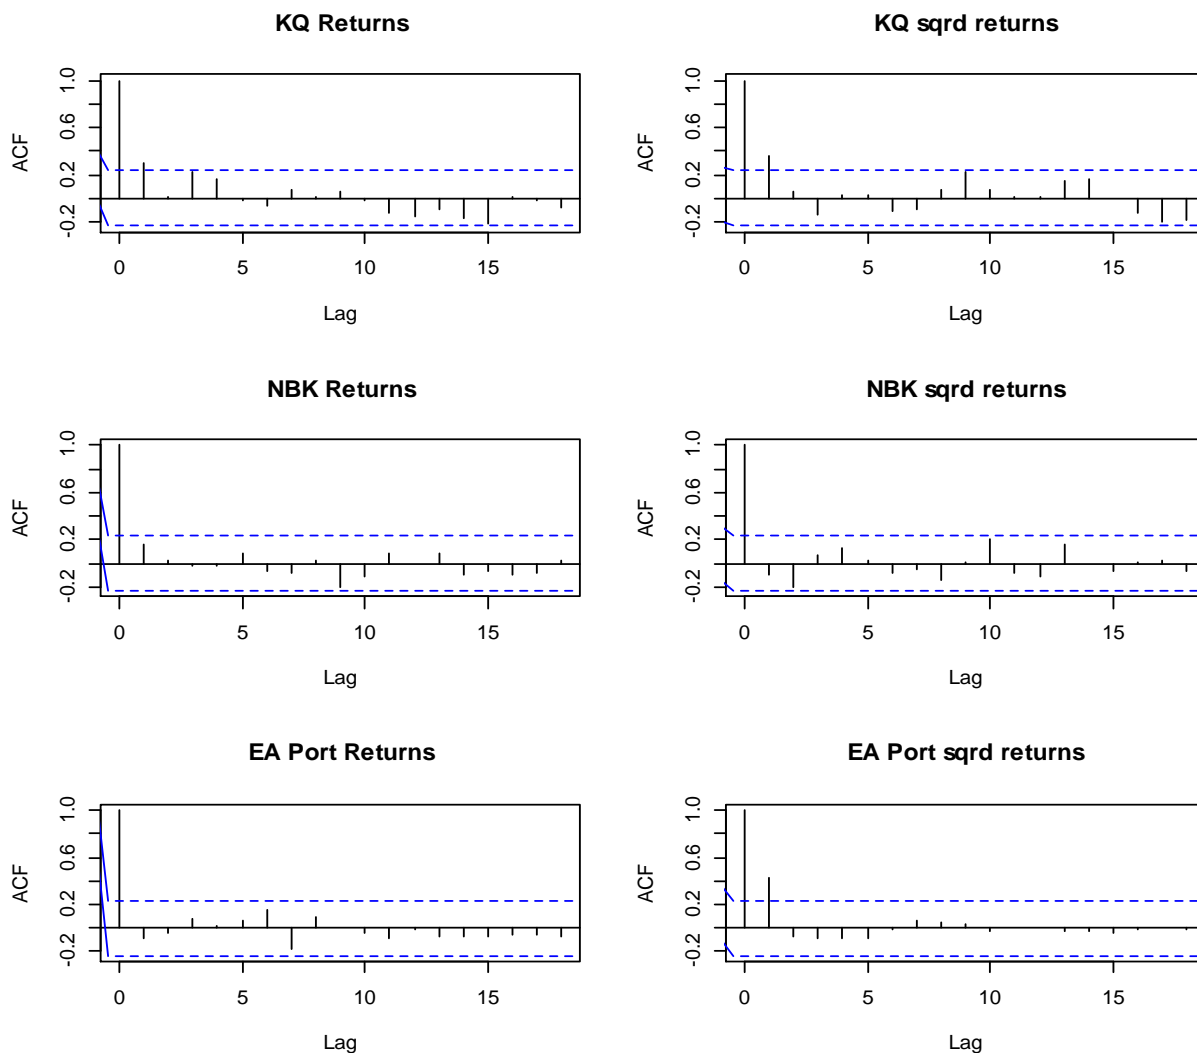 KQ Returns
ACF
1.0
0.6
0.2
-0.2
0 5 10 15
Lag
KQ sqrd returns
ACF
1.0
0.6
0.2
-0.2
0 5 10 15
Lag
NBK Returns
ACF
1.0
0.6
0.2
-0.2
0 5 10 15
Lag
NBK sqrd returns
ACF
1.0
0.6
0.2
-0.2
0 5 10 15
Lag
EA Port Returns
ACF
1.0
0.6
0.2
-0.2
0 5 10 15
Lag
EA Port sqrd returns
ACF
1.0
0.6
0.2
-0.2
0 5 10 15
Lag